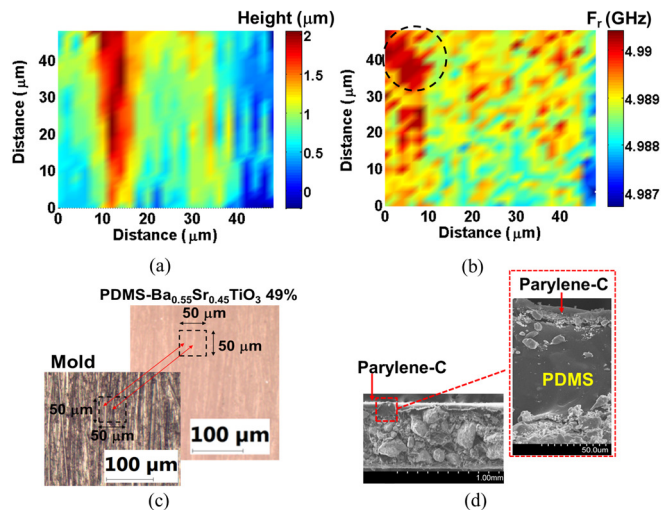 Height (μm)
2
1.5
1
0.5
0
Distance (μm)
40
30
20
10
0
0 10 20 30 40
Distance (μm)
(a)
Fr (GHz)
4.99
4.989
4.988
4.987
Distance (μm)
40
30
20
10
0
0 10 20 30 40
Distance (μm)
(b)
PDMS-Ba0.55Sr0.45TiO3 49%
50
μm
50
μm
100 μm
Mold
50
μm
50
μm
100 μm
(c)
Parylene-C
1.00mm
Parylene-C
PDMS
50.0um
(d)